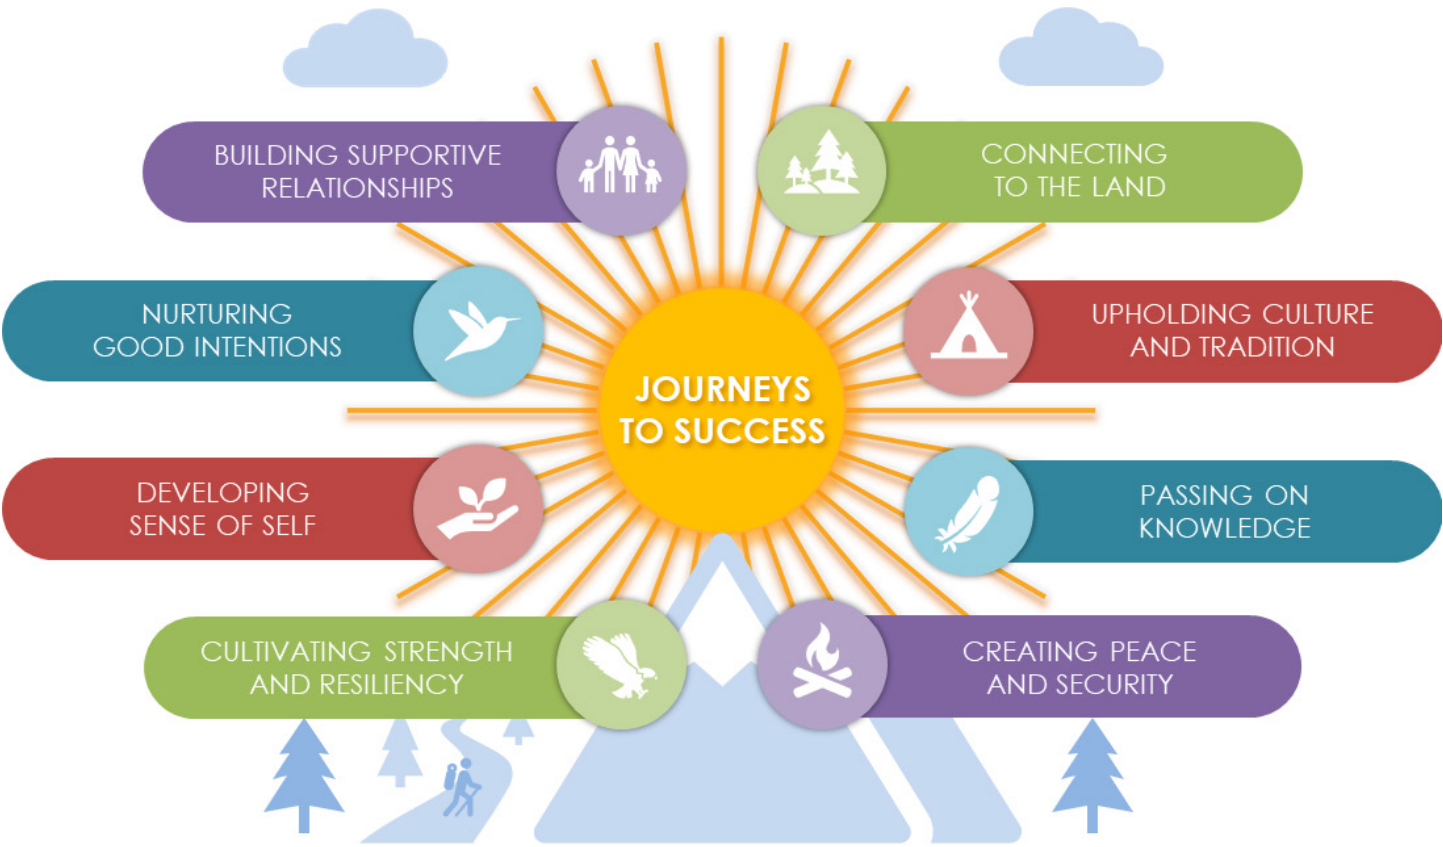 BUILDING SUPPORTIVE
RELATIONSHIPS
CONNECTING
TO THE LAND
NURTURING
GOOD INTENTIONS
UPHOLDING CULTURE
AND TRADITION
JOURNEYS
TO SUCCESS
DEVELOPING
SENSE OF SELF
PASSING ON
KNOWLEDGE
CULTIVATING STRENGTH
AND RESILIENCY
CREATING PEACE
AND SECURITY